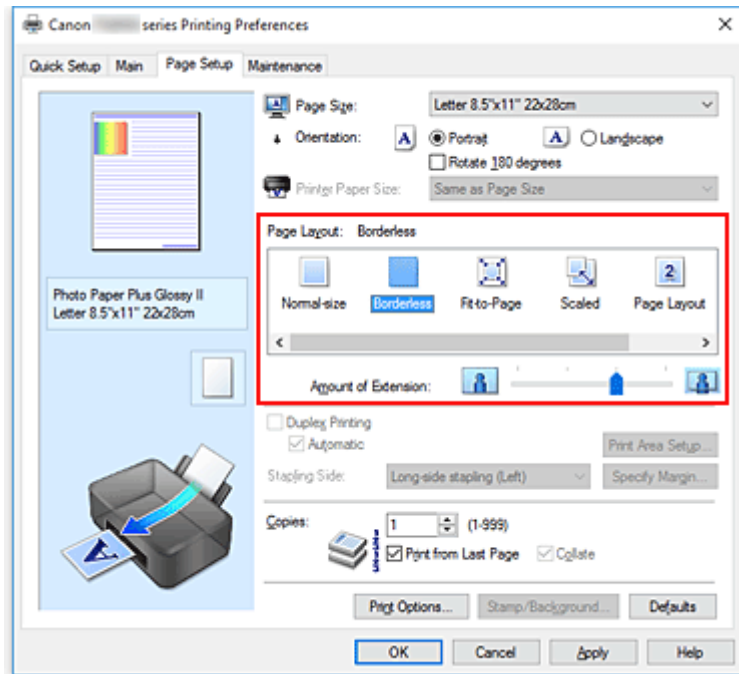 Canon series Printing Preferences
Quick Setup Main Page Setup Maintenance
Page Size: Letter 8.5"x11" 22x28cm
Orientation: A Portrait A Landscape
Rotate 180 degrees
Printer Paper Size: Same as Page Size
Page Layout: Borderless
Normal-size Borderless Fit-to-Page Scaled Page Layout
Photo Paper Plus Glossy II
Letter 8.5"x11" 22x28cm
Amount of Extension:
Duplex Printing
Automatic Print Area Setup...
Stapling Side: Long-side stapling (Left) Specify Margin...
Copies: 1 (1-999)
Print from Last Page Collate
Print Options... Stamp/Background... Defaults
OK Cancel Apply Help